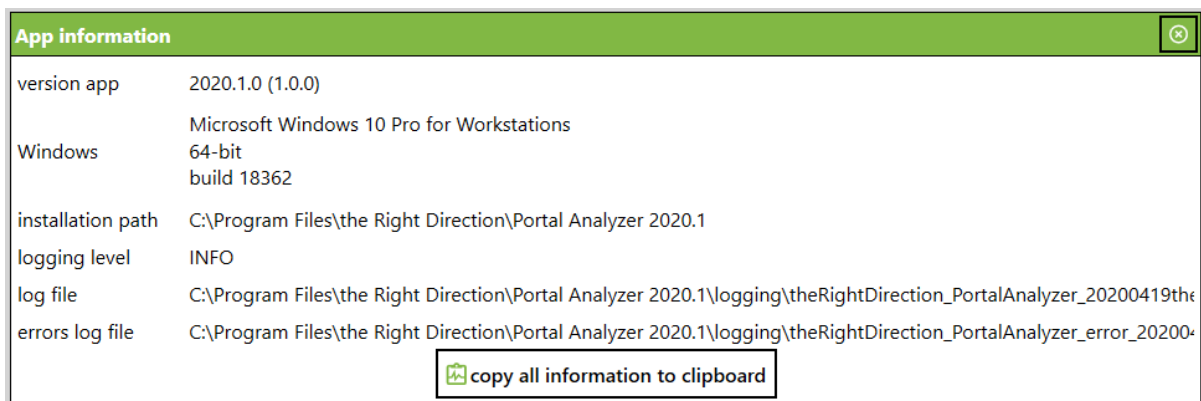 App information
version app 2020.1.0 (1.0.0)
Microsoft Windows 10 Pro for Workstations
Windows 64-bit
build 18362
installation path C:\Program Files\the Right Direction\Portal Analyzer 2020.1
logging level INFO
log file C:\Program Files\the Right Direction\Portal Analyzer 2020.1\logging\theRightDirection_PortalAnalyzer_20200419the
errors log file C:\Program Files\the Right Direction\Portal Analyzer 2020.1\logging\theRightDirection_PortalAnalyzer_error_20200
copy all information to clipboard